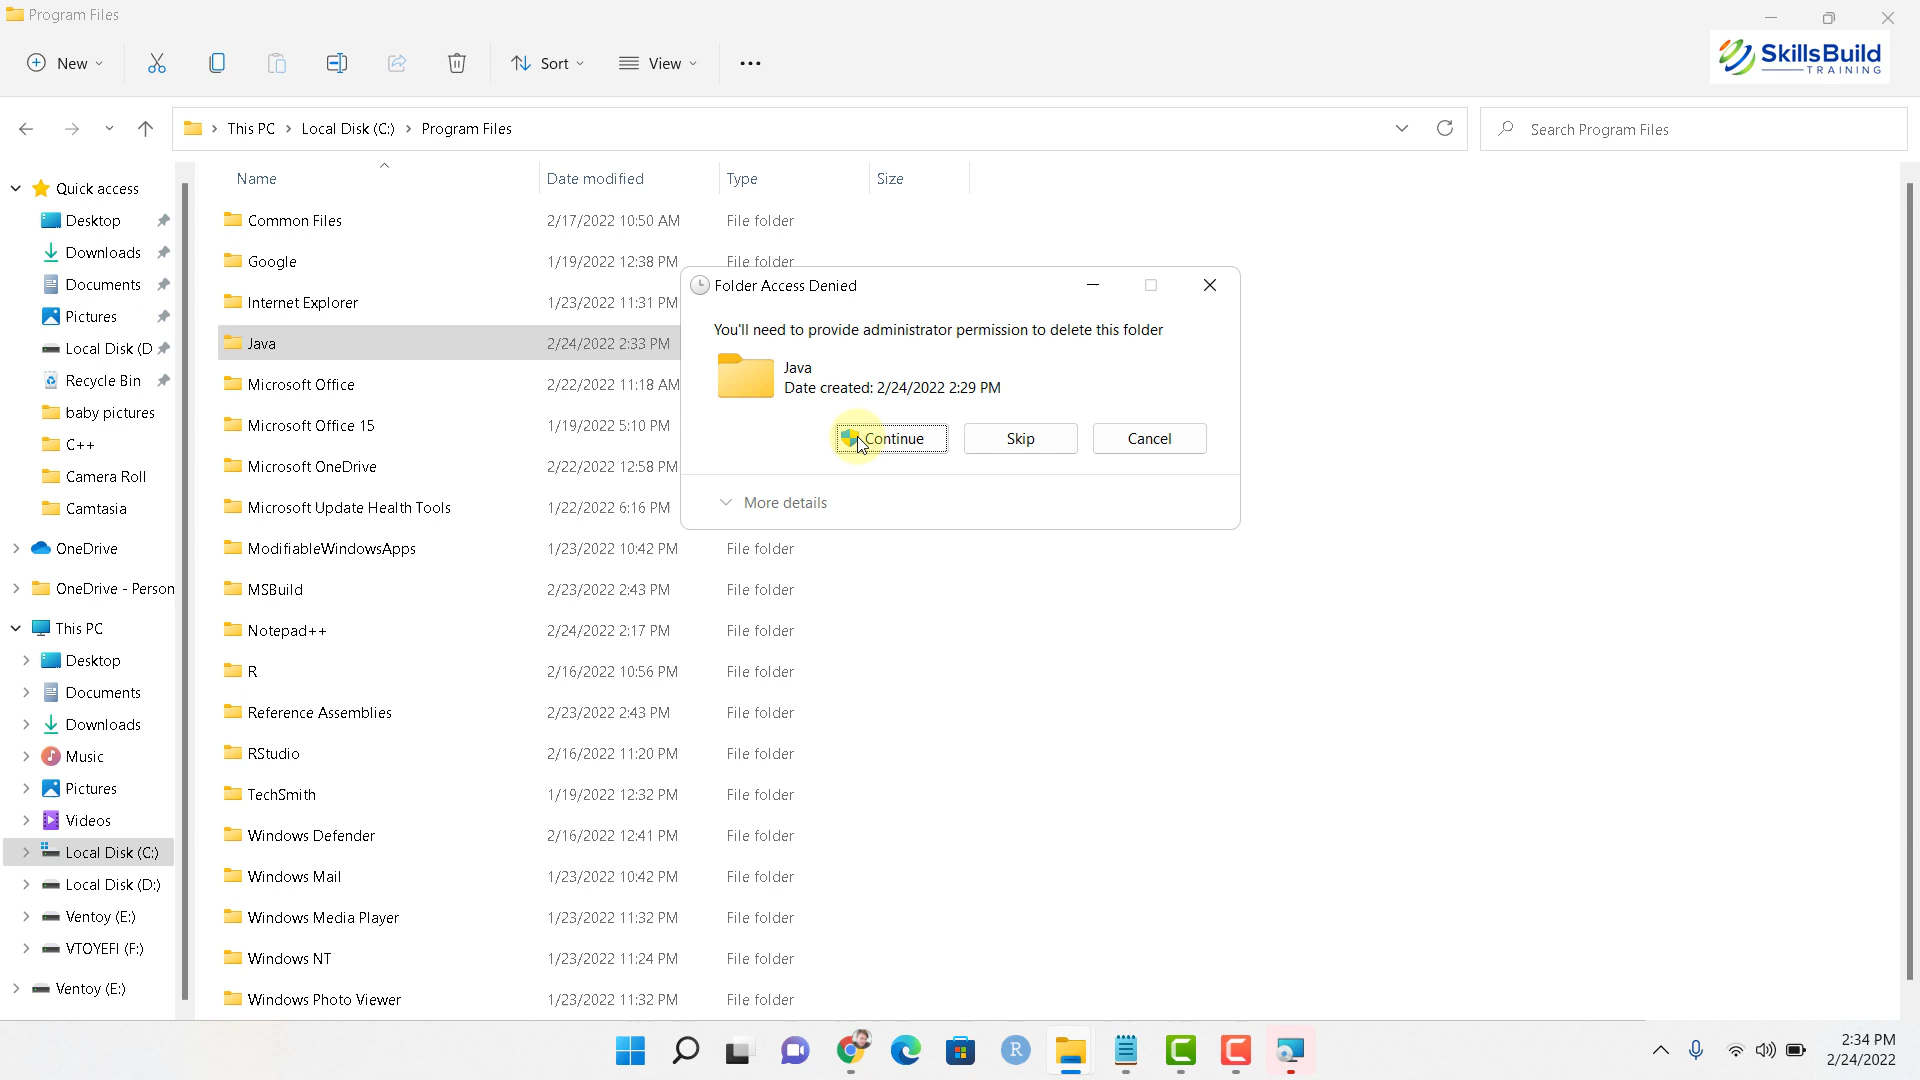 Program Files
New
Sort
View
SkillsBuild
TRAINING
This PC
Local Disk (C:)
Program Files
Search Program Files
Name
Date modified
Type
Size
Quick access
Desktop
Downloads
Documents
Pictures
Local Disk (D
Recycle Bin
baby pictures
C++
Camera Roll
Camtasia
OneDrive
OneDrive - Person
This PC
Desktop
Documents
Downloads
Music
Pictures
Videos
Local Disk (C:)
Local Disk (D:)
Ventoy (E:)
VTOYEFI (F:)
Ventoy (E:)
Common Files 2/17/2022 10:50 AM File folder
Google 1/19/2022 12:38 PM File folder
Internet Explorer 1/23/2022 11:31 PM
Java 2/24/2022 2:33 PM
Microsoft Office 2/22/2022 11:18 AM
Microsoft Office 15 1/19/2022 5:10 PM
Microsoft OneDrive 2/22/2022 12:58 PM
Microsoft Update Health Tools 1/22/2022 6:16 PM
ModifiableWindowsApps 1/23/2022 10:42 PM File folder
MSBuild 2/23/2022 2:43 PM File folder
Notepad++ 2/24/2022 2:17 PM File folder
R 2/16/2022 10:56 PM File folder
Reference Assemblies 2/23/2022 2:43 PM File folder
RStudio 2/16/2022 11:20 PM File folder
TechSmith 1/19/2022 12:32 PM File folder
Windows Defender 2/16/2022 12:41 PM File folder
Windows Mail 1/23/2022 10:42 PM File folder
Windows Media Player 1/23/2022 11:32 PM File folder
Windows NT 1/23/2022 11:24 PM File folder
Windows Photo Viewer 1/23/2022 11:32 PM File folder
Folder Access Denied
You'll need to provide administrator permission to delete this folder
Java
Date created: 2/24/2022 2:29 PM
Continue
Skip
Cancel
More details
R
2:34 PM
2/24/2022